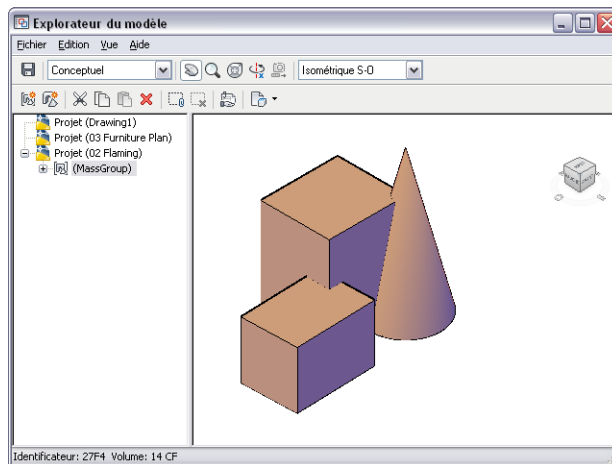 Explorateur du modèle
Fichier Edition Vue Aide
Conceptuel Isométrique S-O
Projet (Drawing1)
Projet (03 Furniture Plan)
Projet (02 Flaming)
(MassGroup)
Identificateur: 27F4 Volume: 14 CF